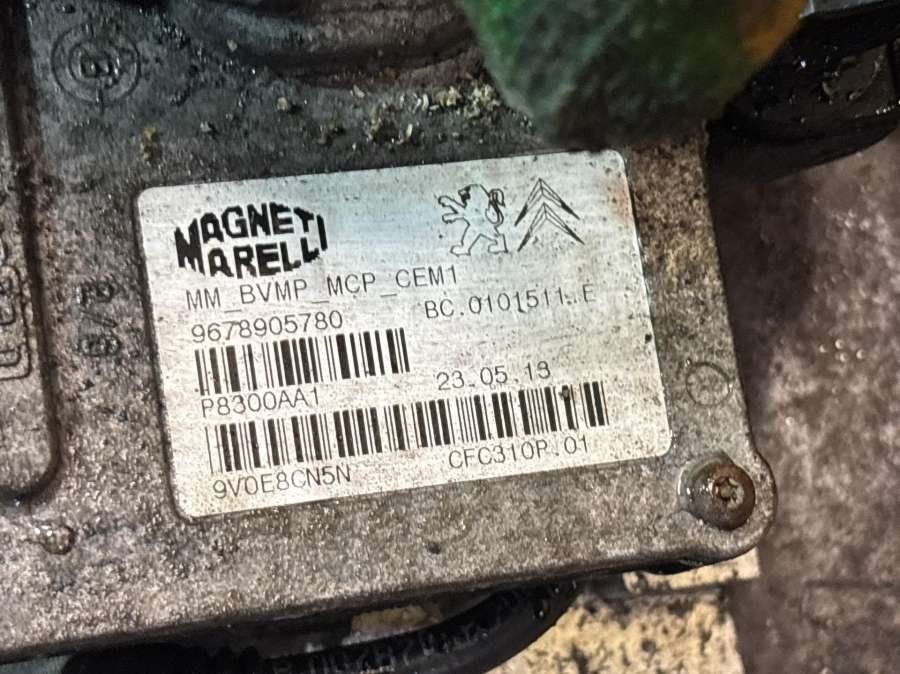 MAGNETI
MARELLI
MM_BVMP_MCP_CEM1
9678905780
BC.0101511.E
P8300AA1
23.05.13
9V0E8CN5N
CFC310P.01